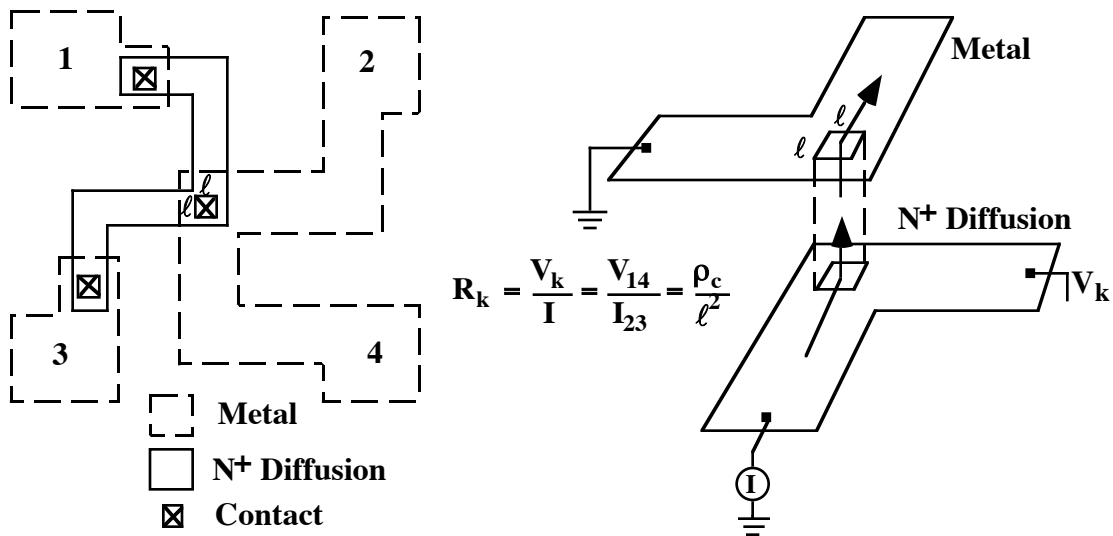 1
2
3
4
ℓ
ℓ
Metal
N+ Diffusion
Contact
Metal
ℓ
ℓ
N+ Diffusion
Rk = Vk/I = V14/I23 = ρc/ℓ²
Vk
I